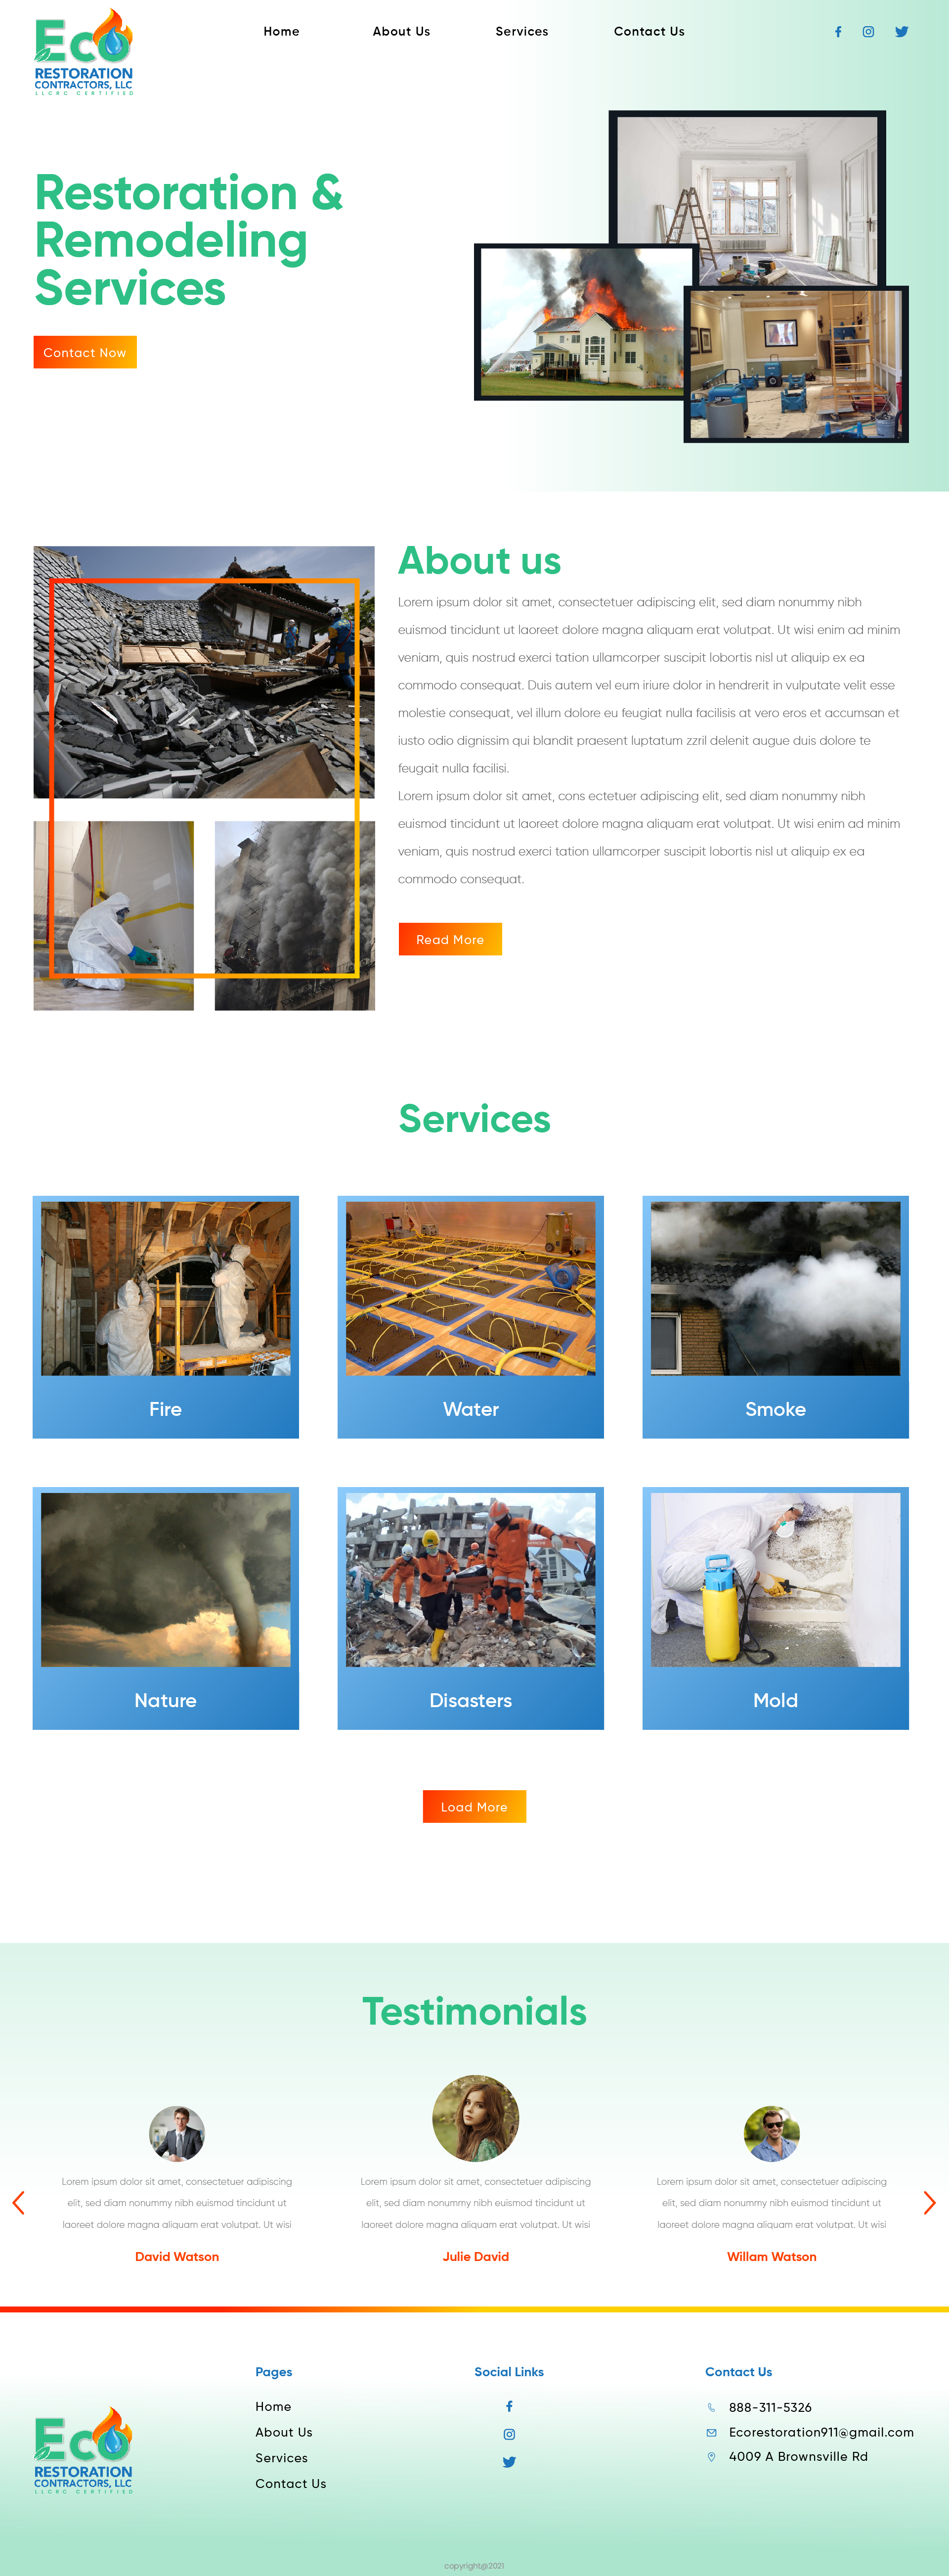 Eco
RESTORATION
CONTRACTORS, LLC
LLCRC CERTIFIED
Home
About Us
Services
Contact Us
Restoration &
Remodeling
Services
Contact Now
About us
Lorem ipsum dolor sit amet, consectetuer adipiscing elit, sed diam nonummy nibh
euismod tincidunt ut laoreet dolore magna aliquam erat volutpat. Ut wisi enim ad minim
veniam, quis nostrud exerci tation ullamcorper suscipit lobortis nisl ut aliquip ex ea
commodo consequat. Duis autem vel eum iriure dolor in hendrerit in vulputate velit esse
molestie consequat, vel illum dolore eu feugiat nulla facilisis at vero eros et accumsan et
iusto odio dignissim qui blandit praesent luptatum zzril delenit augue duis dolore te
feugait nulla facilisi.
Lorem ipsum dolor sit amet, cons ectetuer adipiscing elit, sed diam nonummy nibh
euismod tincidunt ut laoreet dolore magna aliquam erat volutpat. Ut wisi enim ad minim
veniam, quis nostrud exerci tation ullamcorper suscipit lobortis nisl ut aliquip ex ea
commodo consequat.
Read More
Services
Fire
Water
Smoke
Nature
Disasters
Mold
Load More
Testimonials
Lorem ipsum dolor sit amet, consectetuer adipiscing
elit, sed diam nonummy nibh euismod tincidunt ut
laoreet dolore magna aliquam erat volutpat. Ut wisi
David Watson
Lorem ipsum dolor sit amet, consectetuer adipiscing
elit, sed diam nonummy nibh euismod tincidunt ut
laoreet dolore magna aliquam erat volutpat. Ut wisi
Julie David
Lorem ipsum dolor sit amet, consectetuer adipiscing
elit, sed diam nonummy nibh euismod tincidunt ut
laoreet dolore magna aliquam erat volutpat. Ut wisi
Willam Watson
Eco
RESTORATION
CONTRACTORS, LLC
LLCRC CERTIFIED
Pages
Home
About Us
Services
Contact Us
Social Links
Contact Us
888-311-5326
Ecorestoration911@gmail.com
4009 A Brownsville Rd
copyright@2021